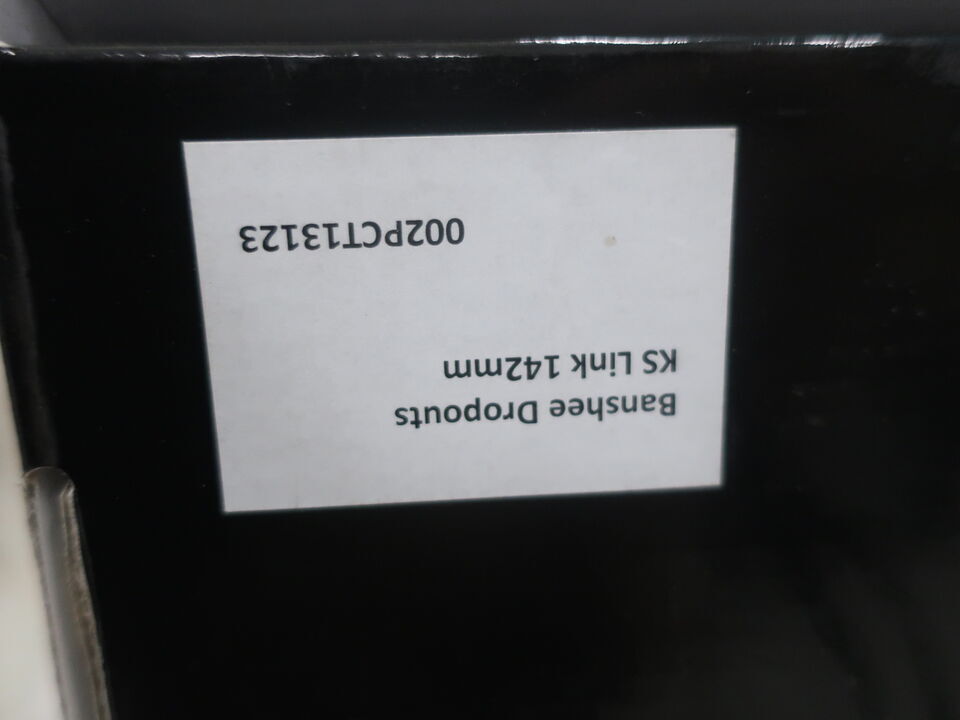 Banshee Dropouts
KS Link 142mm
002PCT13123